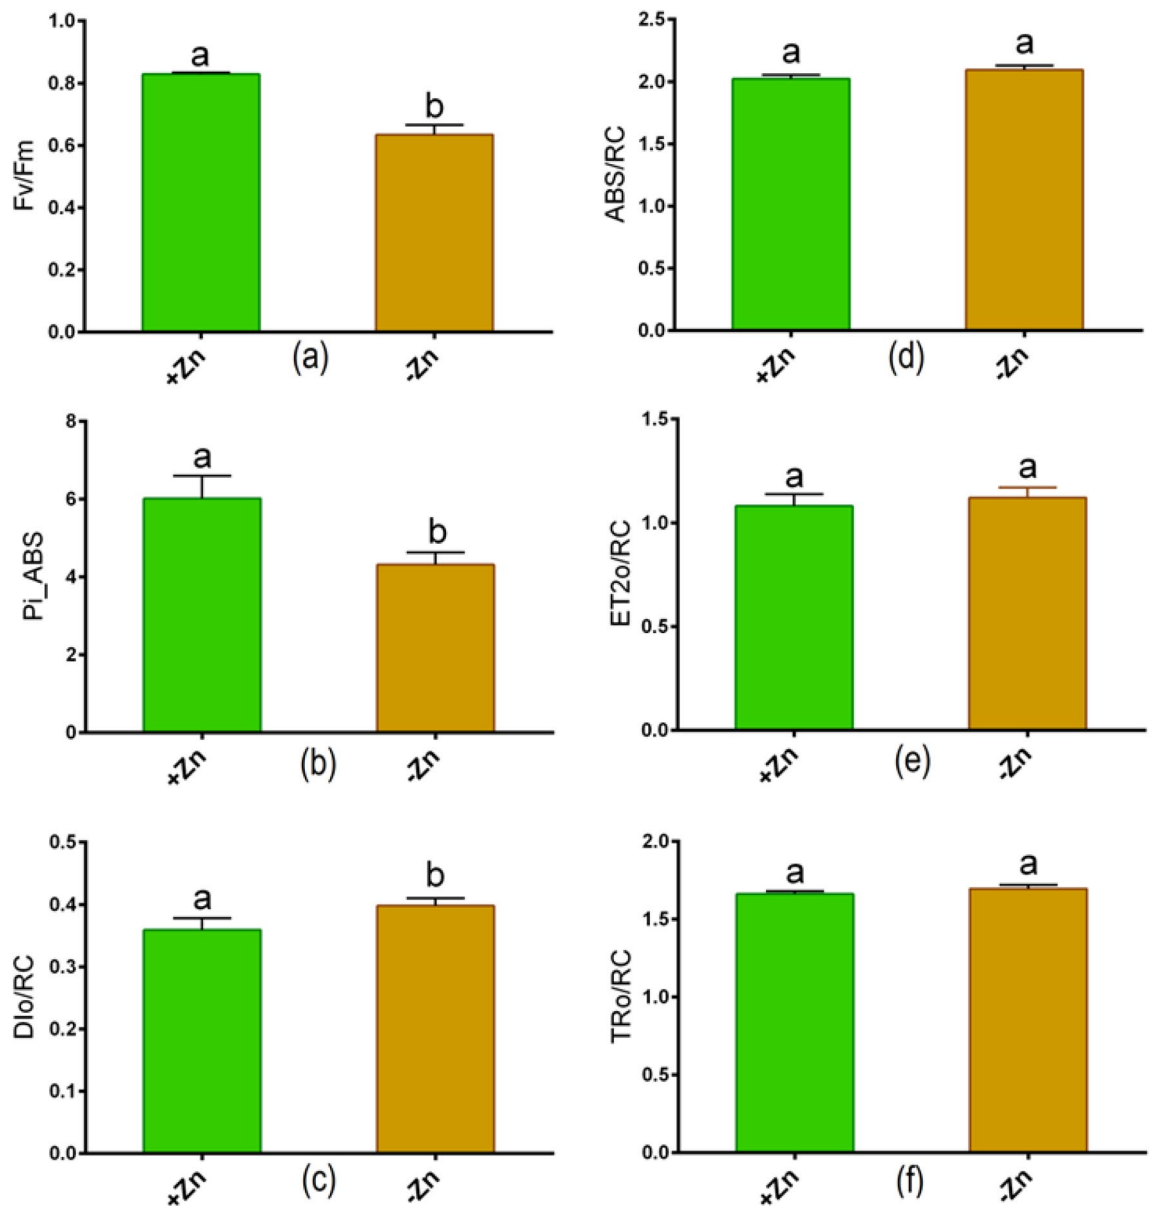 1.0
0.8
0.6
0.4
0.2
0.0
Fv/Fm
a
b
+Zn
-Zn
(a)
2.5
2.0
1.5
1.0
0.5
0.0
ABS/RC
a
a
+Zn
-Zn
(d)
8
6
4
2
0
Pi_ABS
a
b
+Zn
-Zn
(b)
1.5
1.0
0.5
0.0
ET2o/RC
a
a
+Zn
-Zn
(e)
0.5
0.4
0.3
0.2
0.1
0.0
DIo/RC
a
b
+Zn
-Zn
(c)
2.0
1.5
1.0
0.5
0.0
TRo/RC
a
a
+Zn
-Zn
(f)